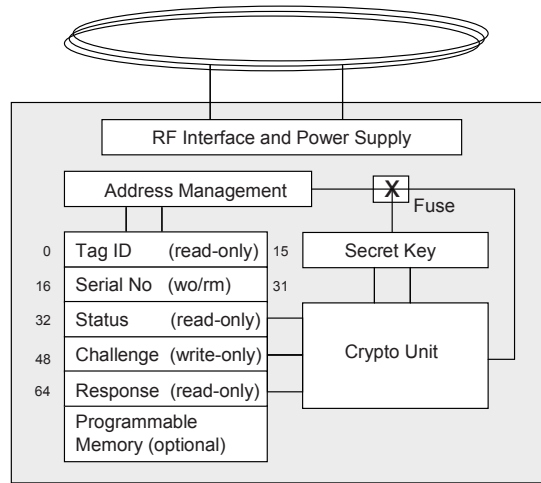 RF Interface and Power Supply
Address Management
X
Fuse
0 Tag ID (read-only) 15
Secret Key
16 Serial No (wo/rm) 31
32 Status (read-only)
48 Challenge (write-only)
Crypto Unit
64 Response (read-only)
Programmable
Memory (optional)